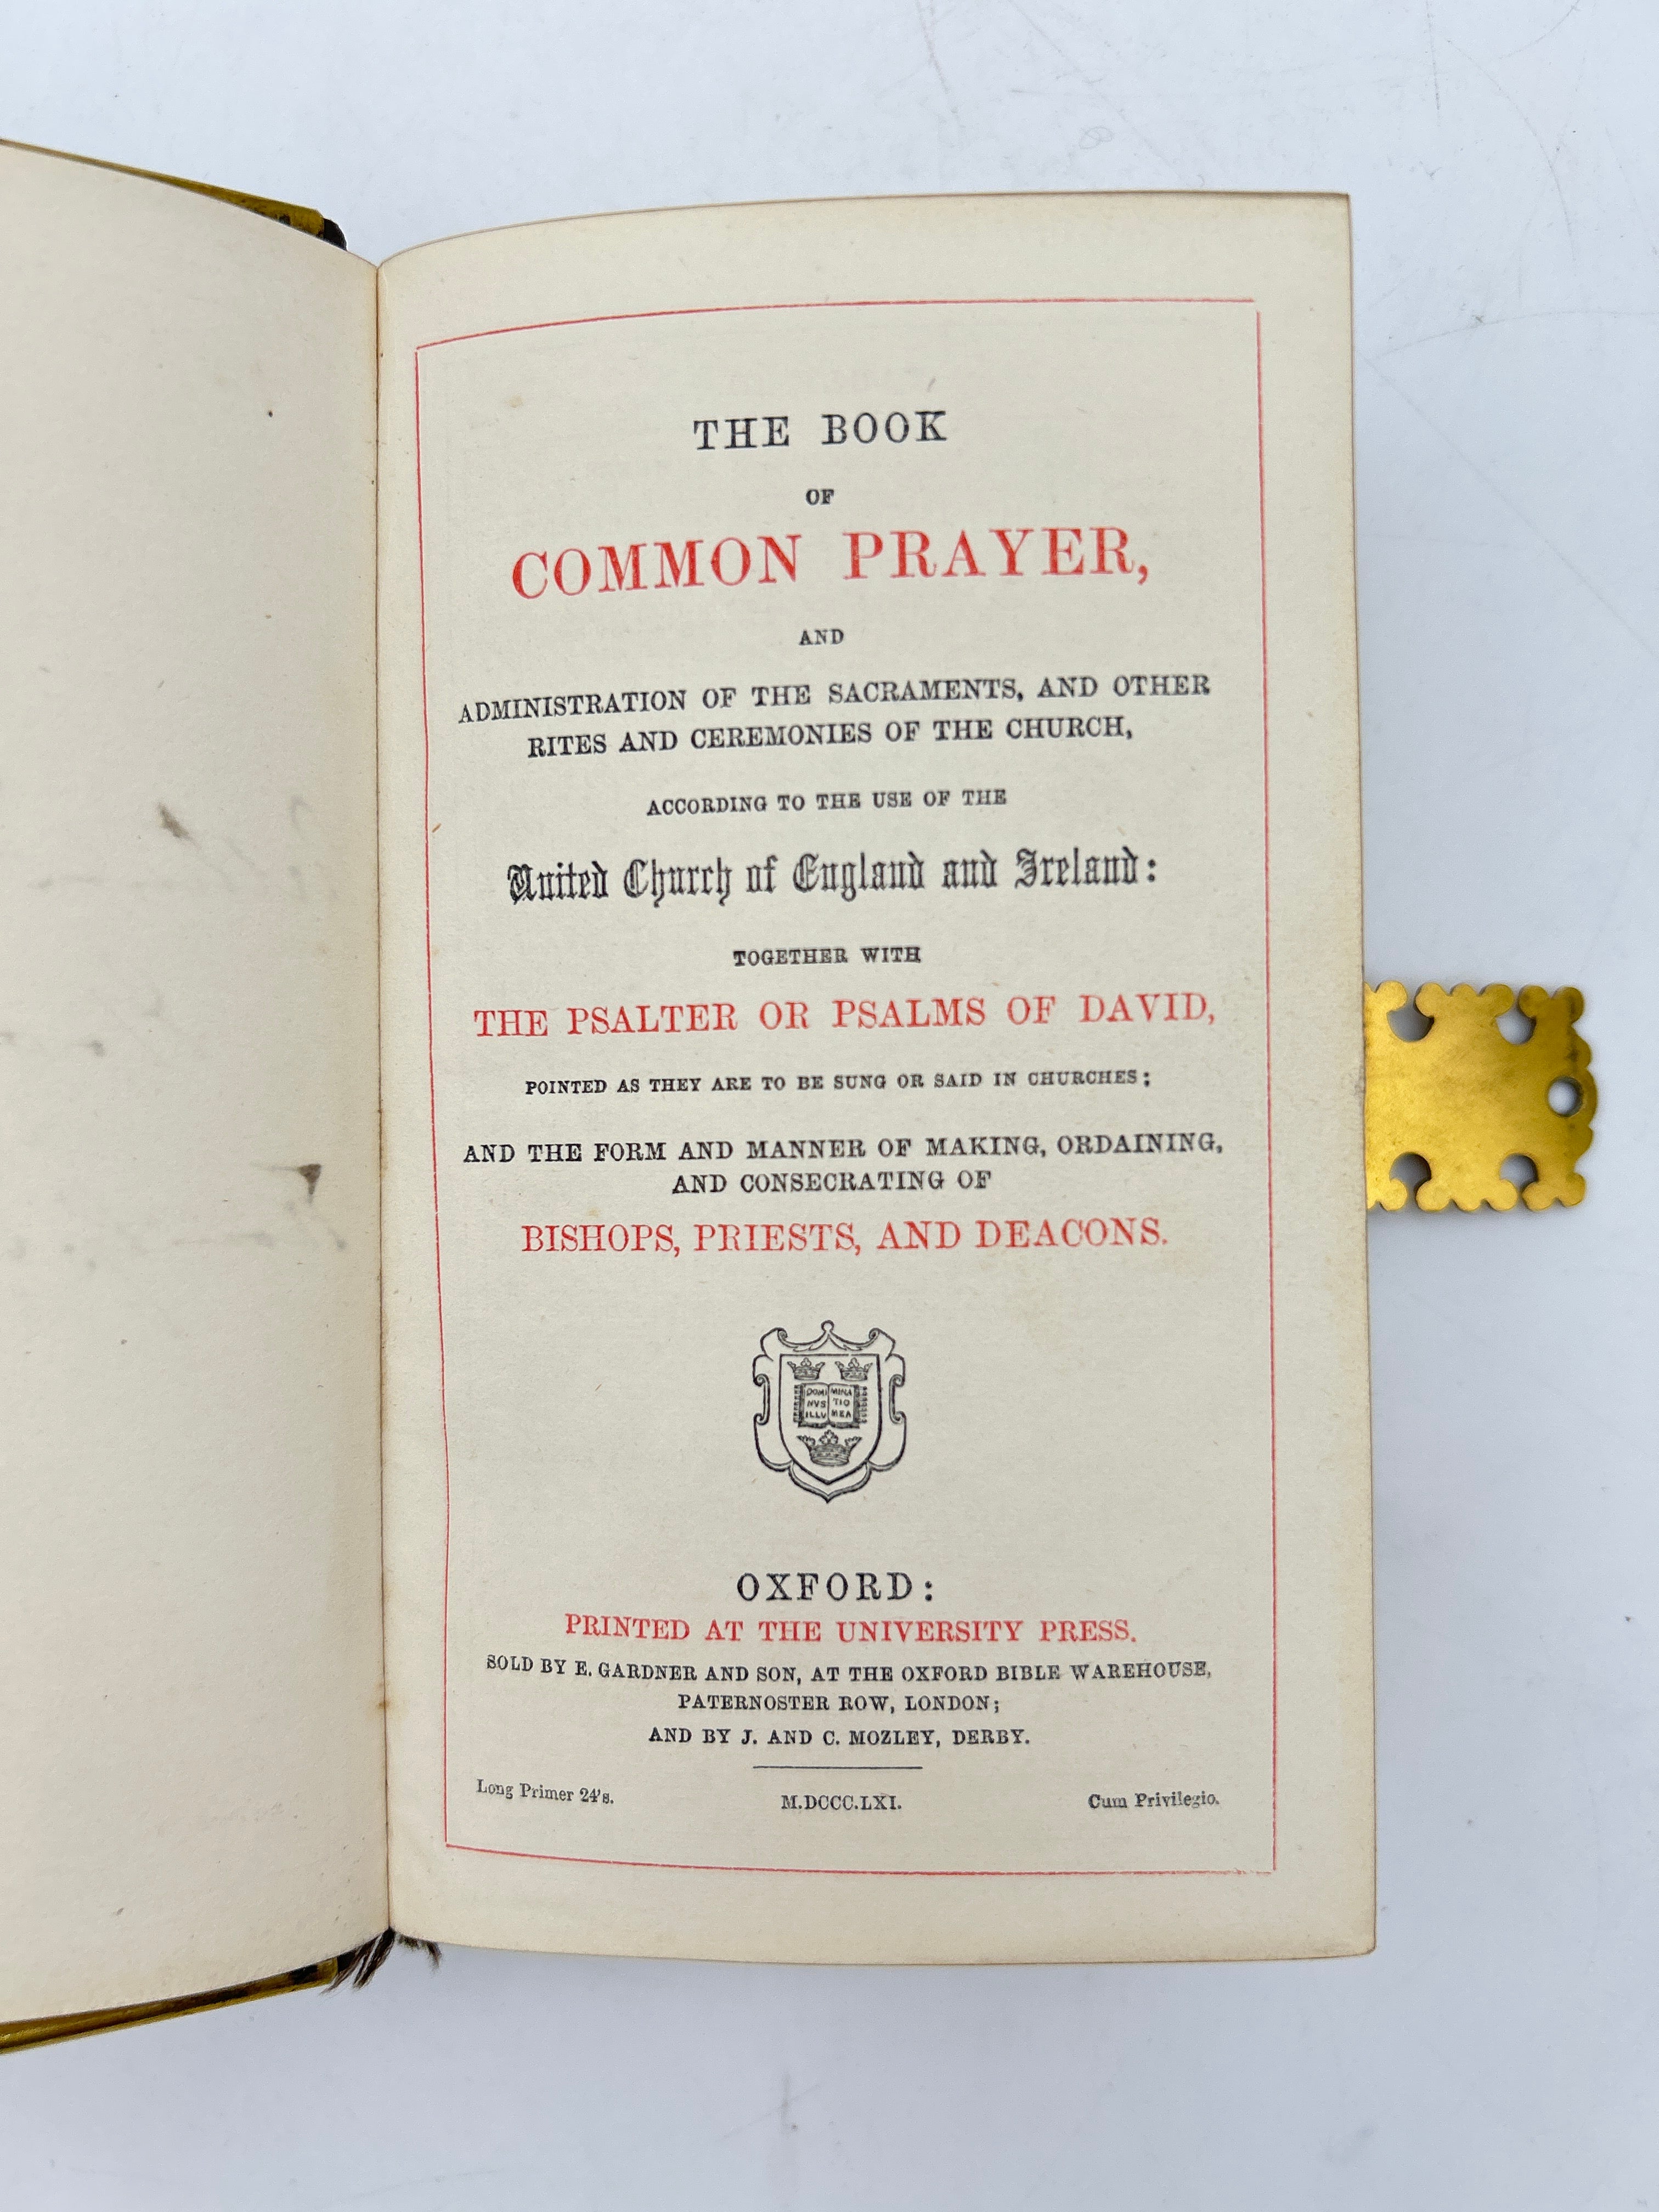 THE BOOK
OF
COMMON PRAYER,
AND
ADMINISTRATION OF THE SACRAMENTS, AND OTHER
RITES AND CEREMONIES OF THE CHURCH,
ACCORDING TO THE USE OF THE
United Church of England and Ireland:
TOGETHER WITH
THE PSALTER OR PSALMS OF DAVID,
POINTED AS THEY ARE TO BE SUNG OR SAID IN CHURCHES;
AND THE FORM AND MANNER OF MAKING, ORDAINING,
AND CONSECRATING OF
BISHOPS, PRIESTS, AND DEACONS.
DOMI MINA
NVS TIO
ILLV MEA
OXFORD:
PRINTED AT THE UNIVERSITY PRESS.
SOLD BY E. GARDNER AND SON, AT THE OXFORD BIBLE WAREHOUSE,
PATERNOSTER ROW, LONDON;
AND BY J. AND C. MOZLEY, DERBY.
Long Primer 24's. M.DCCC.LXI. Cum Privilegio.